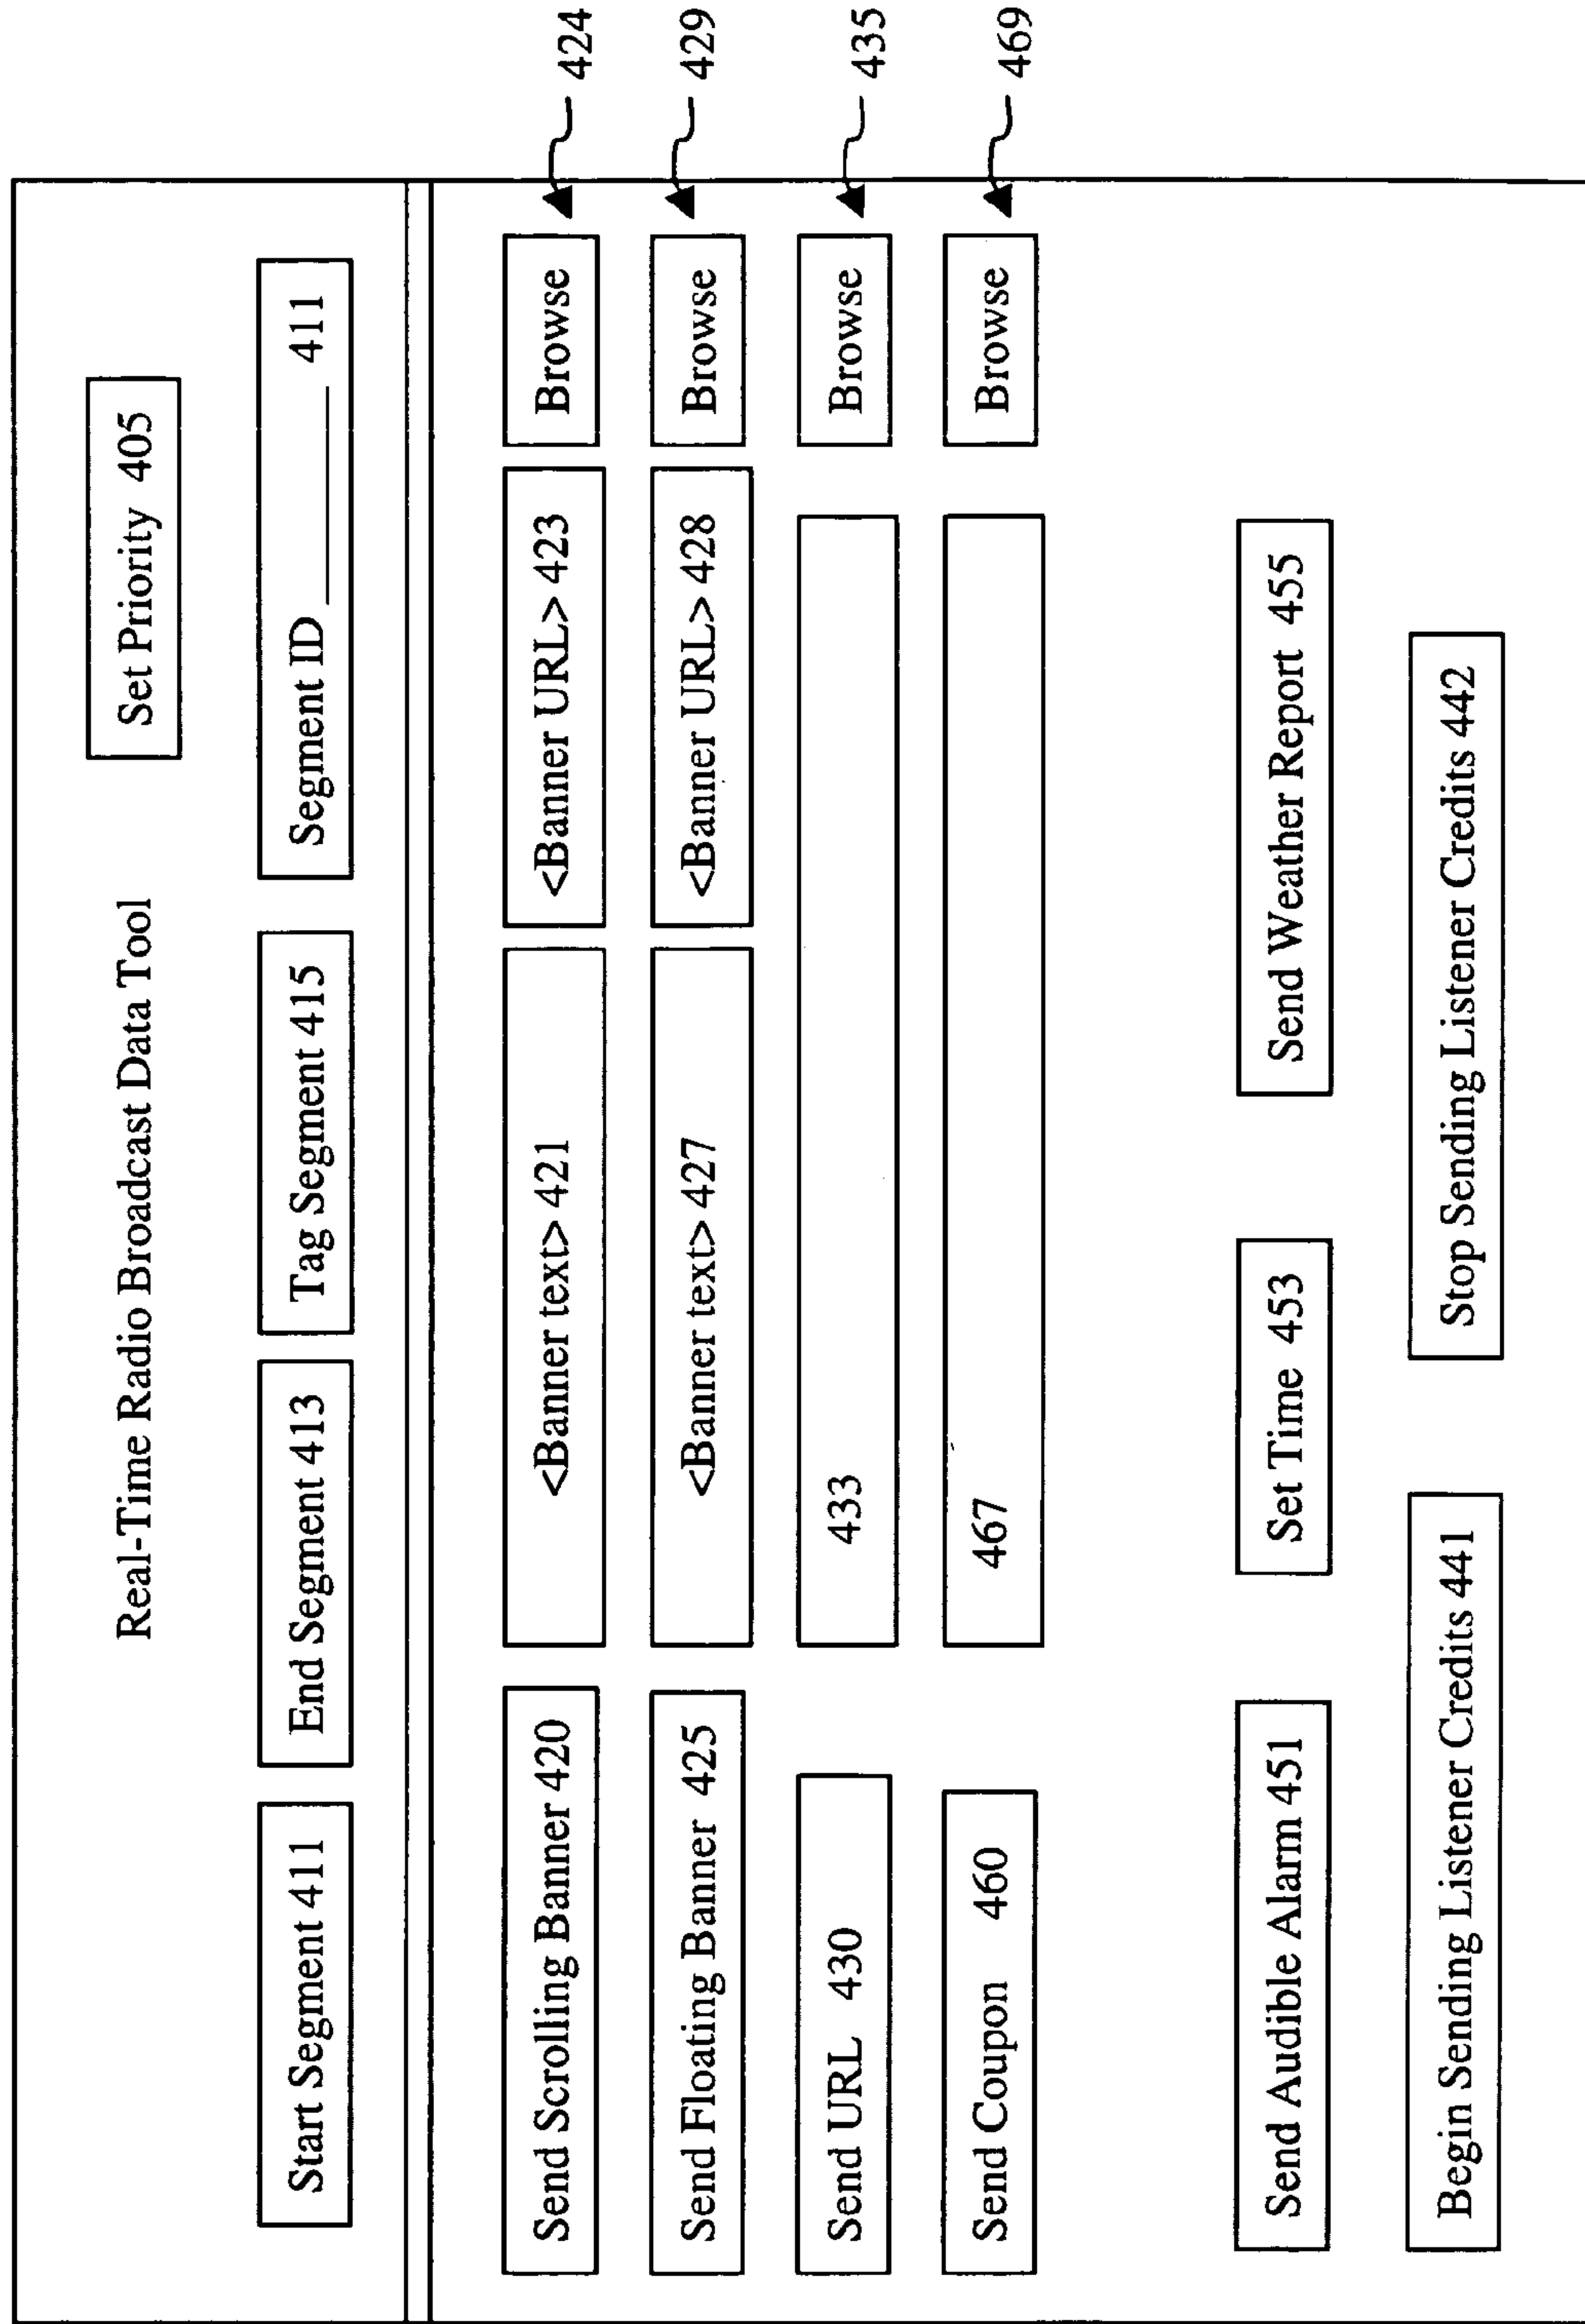 Real-Time Radio Broadcast Data Tool
Set Priority 405
Start Segment 411
End Segment 413
Tag Segment 415
Segment ID ________ 411
Send Scrolling Banner 420
<Banner text> 421
<Banner URL> 423
Browse
424
Send Floating Banner 425
<Banner text> 427
<Banner URL> 428
Browse
429
Send URL 430
433
Browse
435
Send Coupon 460
467
Browse
469
Send Audible Alarm 451
Set Time 453
Send Weather Report 455
Begin Sending Listener Credits 441
Stop Sending Listener Credits 442